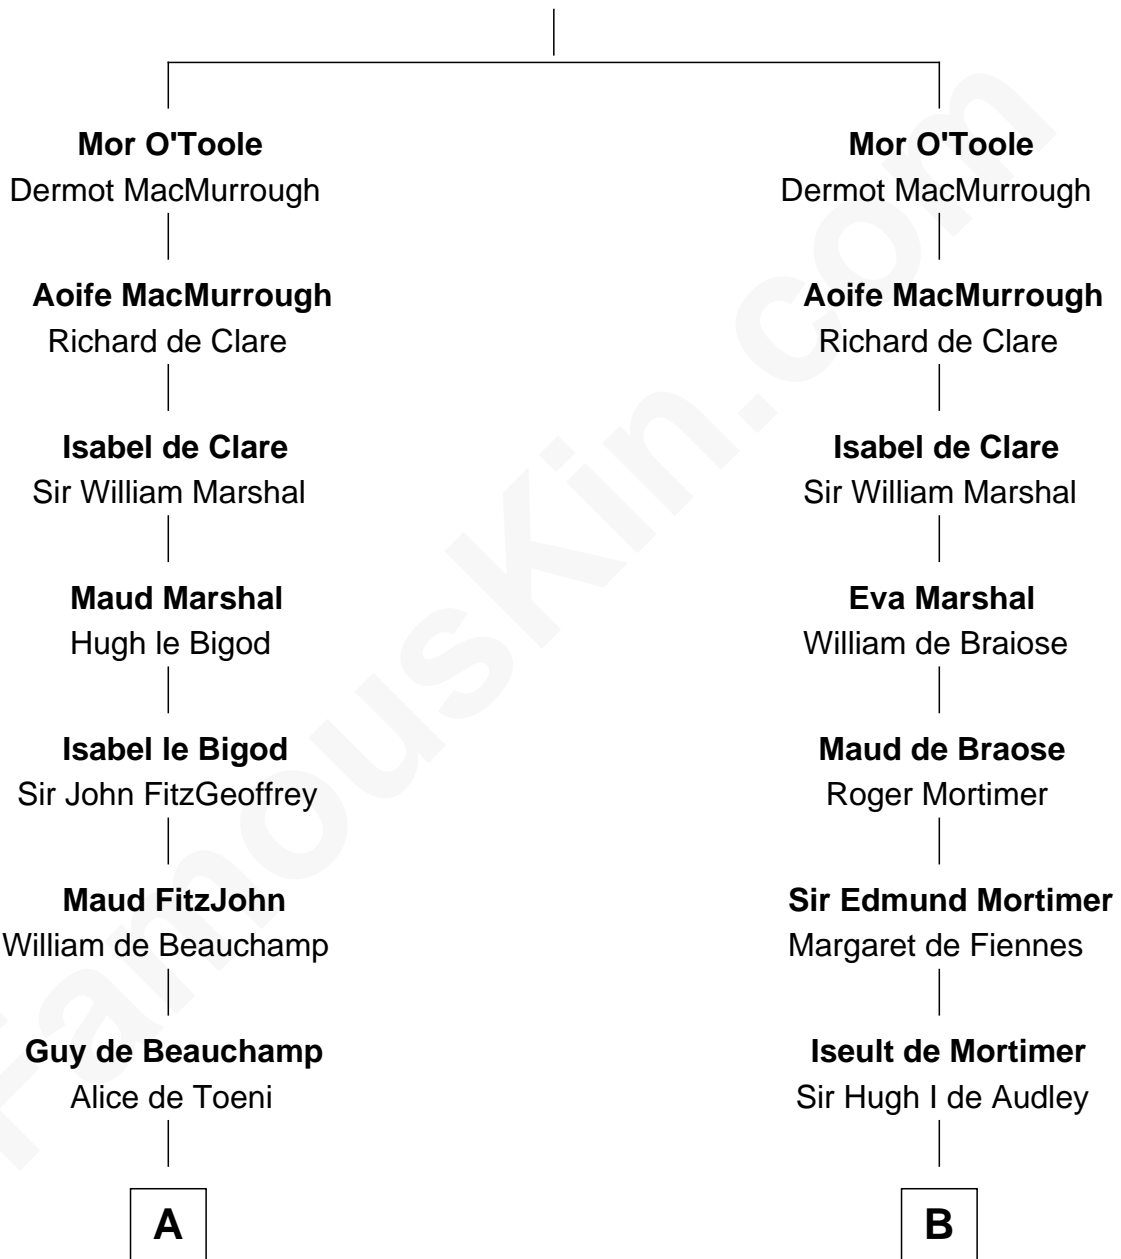 Mor O'Toole
Dermot MacMurrough
Aoife MacMurrough
Richard de Clare
Isabel de Clare
Sir William Marshal
Maud Marshal
Hugh le Bigod
Isabel le Bigod
Sir John FitzGeoffrey
Maud FitzJohn
William de Beauchamp
Guy de Beauchamp
Alice de Toeni
A
Mor O'Toole
Dermot MacMurrough
Aoife MacMurrough
Richard de Clare
Isabel de Clare
Sir William Marshal
Eva Marshal
William de Braiose
Maud de Braose
Roger Mortimer
Sir Edmund Mortimer
Margaret de Fiennes
Iseult de Mortimer
Sir Hugh I de Audley
B
FamousKin.com